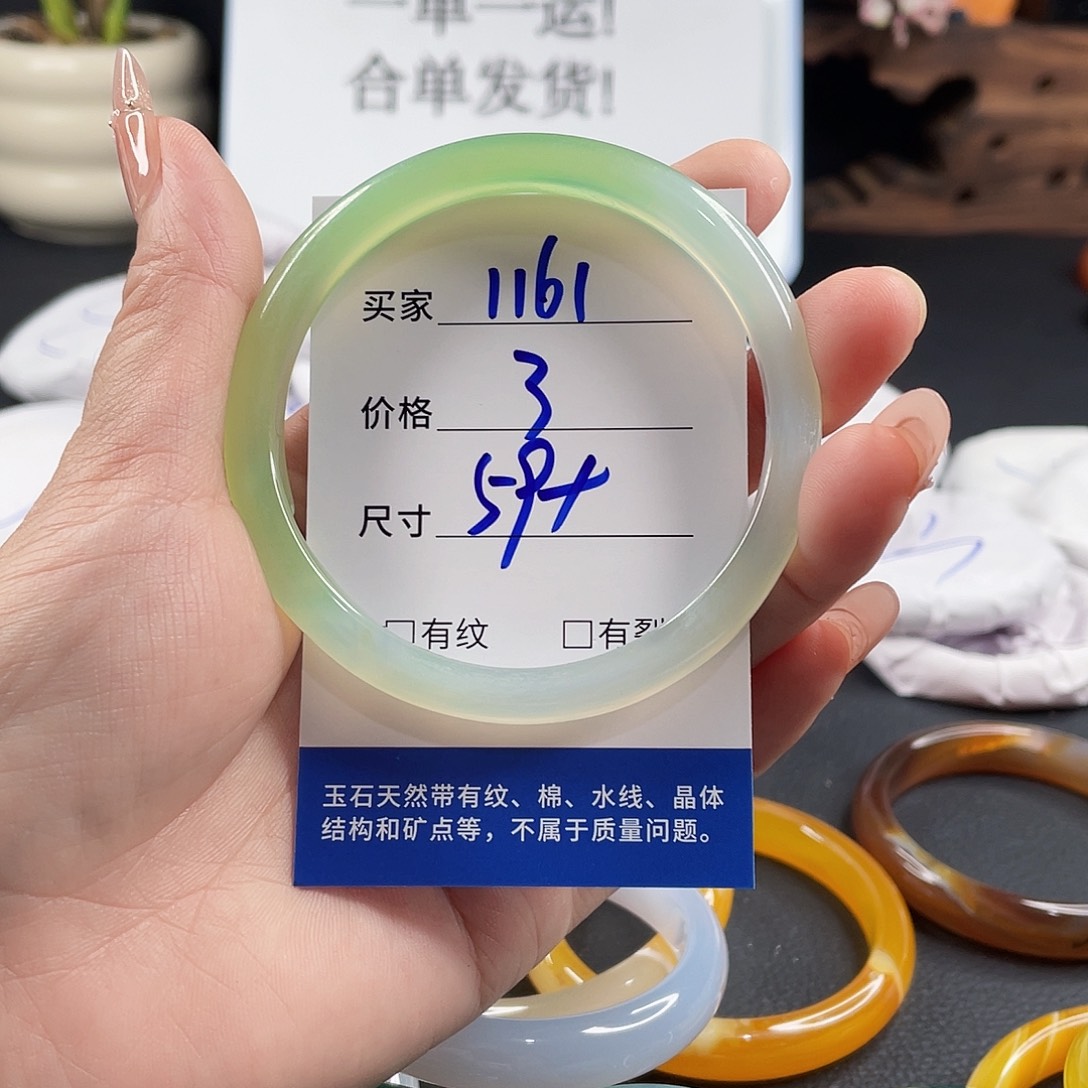 一单一运!
合单发货!
买家 1161
价格 3
尺寸 59+
□有纹 □有裂
玉石天然带有纹、棉、水线、晶体
结构和矿点等，不属于质量问题。